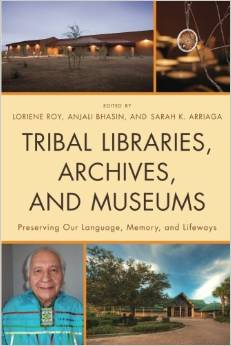 EDITED BY
LORIENE ROY, ANJALI BHASIN, AND SARAH K. ARRIAGA
TRIBAL LIBRARIES,
ARCHIVES,
AND MUSEUMS
Preserving Our Language, Memory, and Lifeways